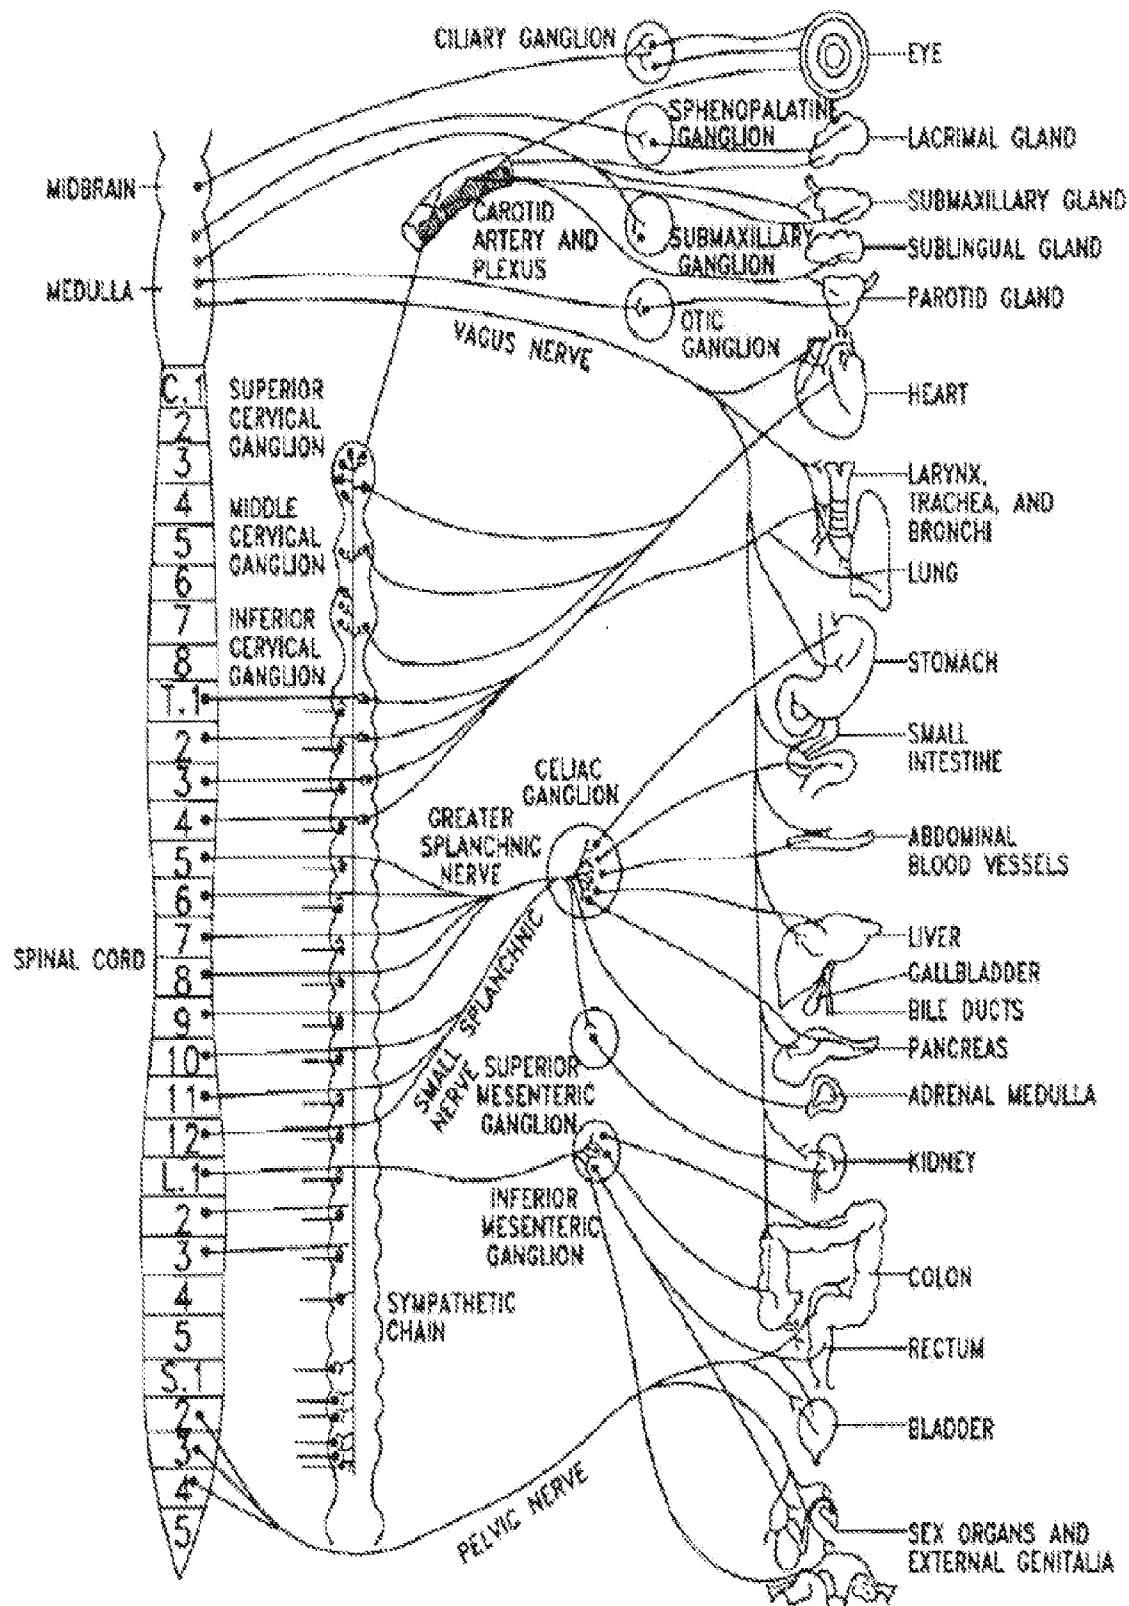 CILIARY GANGLION
EYE
SPHENOPALATINE
GANGLION
LACRIMAL GLAND
MIDBRAIN
SUBMAXILLARY GLAND
CAROTID
ARTERY AND
PLEXUS
SUBMAXILLARY
GANGLION
SUBLINGUAL GLAND
MEDULLA
PAROTID GLAND
OTIC
GANGLION
VAGUS NERVE
HEART
C.1
2
3
4
5
6
7
8
SUPERIOR
CERVICAL
GANGLION
MIDDLE
CERVICAL
GANGLION
INFERIOR
CERVICAL
GANGLION
LARYNX,
TRACHEA, AND
BRONCHI
LUNG
STOMACH
SMALL
INTESTINE
T.1
2
3
4
5
6
7
8
9
10
11
12
CELIAC
GANGLION
GREATER
SPLANCHNIC
NERVE
ABDOMINAL
BLOOD VESSELS
SPINAL CORD
SMALL SPLANCHNIC
NERVE
LIVER
GALLBLADDER
BILE DUCTS
PANCREAS
SUPERIOR
MESENTERIC
GANGLION
ADRENAL MEDULLA
KIDNEY
L.1
2
3
4
5
INFERIOR
MESENTERIC
GANGLION
COLON
SYMPATHETIC
CHAIN
RECTUM
S.1
2
3
4
5
BLADDER
PELVIC NERVE
SEX ORGANS AND
EXTERNAL GENITALIA